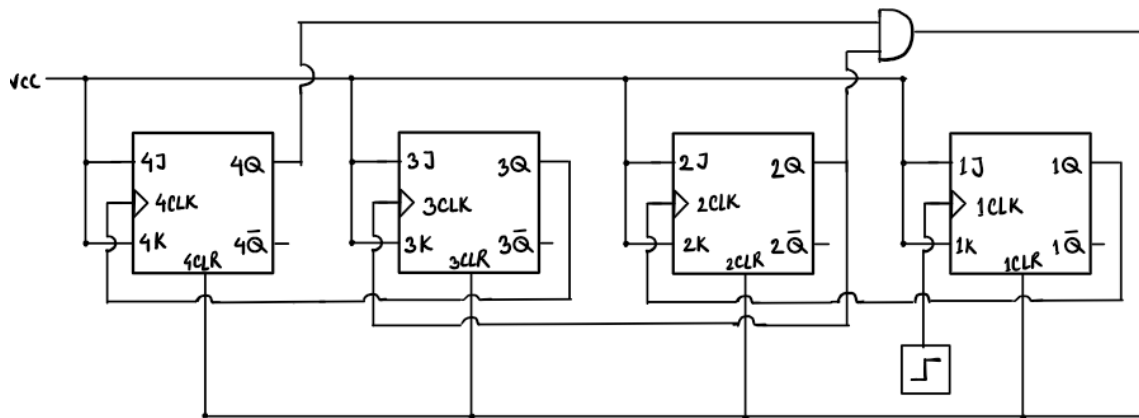 VCC
4J 4Q 3J 3Q 2J 2Q 1J 1Q
4CLK 3CLK 2CLK 1CLK
4K 4Q̅ 3K 3Q̅ 2K 2Q̅ 1K 1Q̅
4CLR 3CLR 2CLR 1CLR